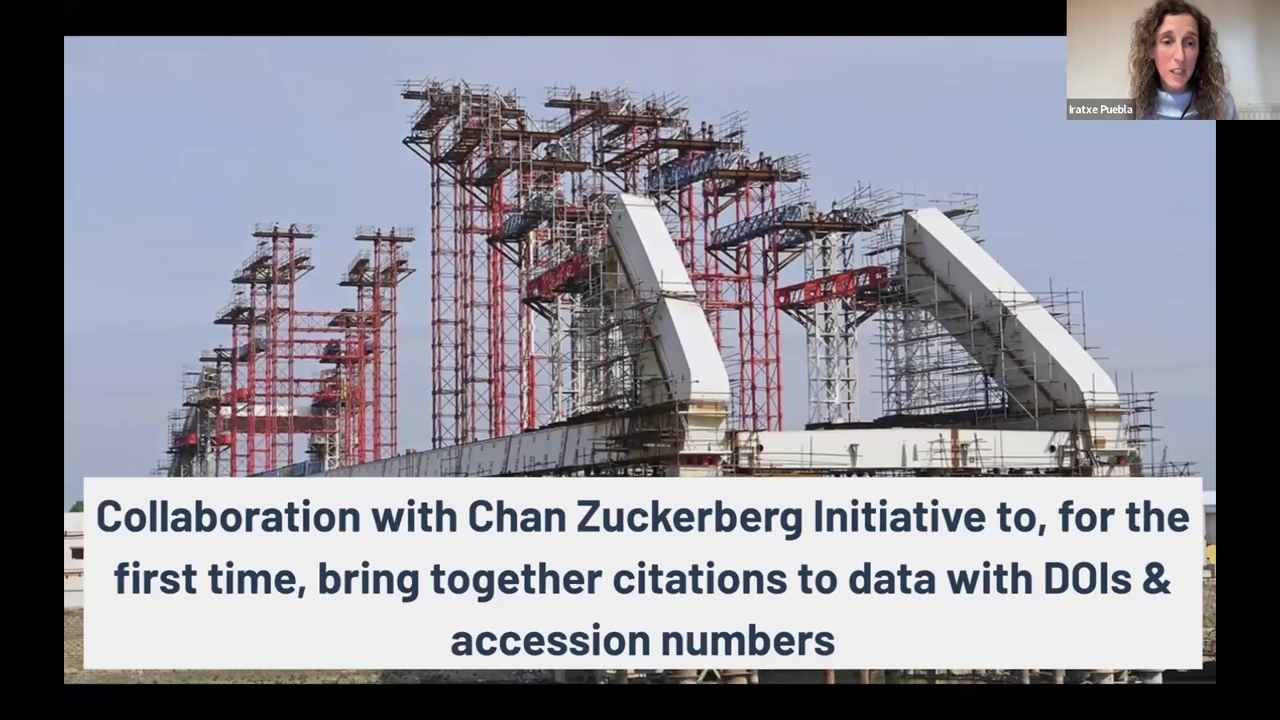 Iratxe Puebla
Collaboration with Chan Zuckerberg Initiative to, for the
first time, bring together citations to data with DOIs &
accession numbers